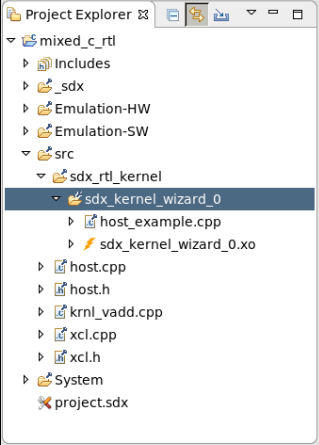 Project Explorer
mixed_c_rtl
Includes
_sdx
Emulation-HW
Emulation-SW
src
sdx_rtl_kernel
sdx_kernel_wizard_0
host_example.cpp
sdx_kernel_wizard_0.xo
host.cpp
host.h
krnl_vadd.cpp
xcl.cpp
xcl.h
System
project.sdx